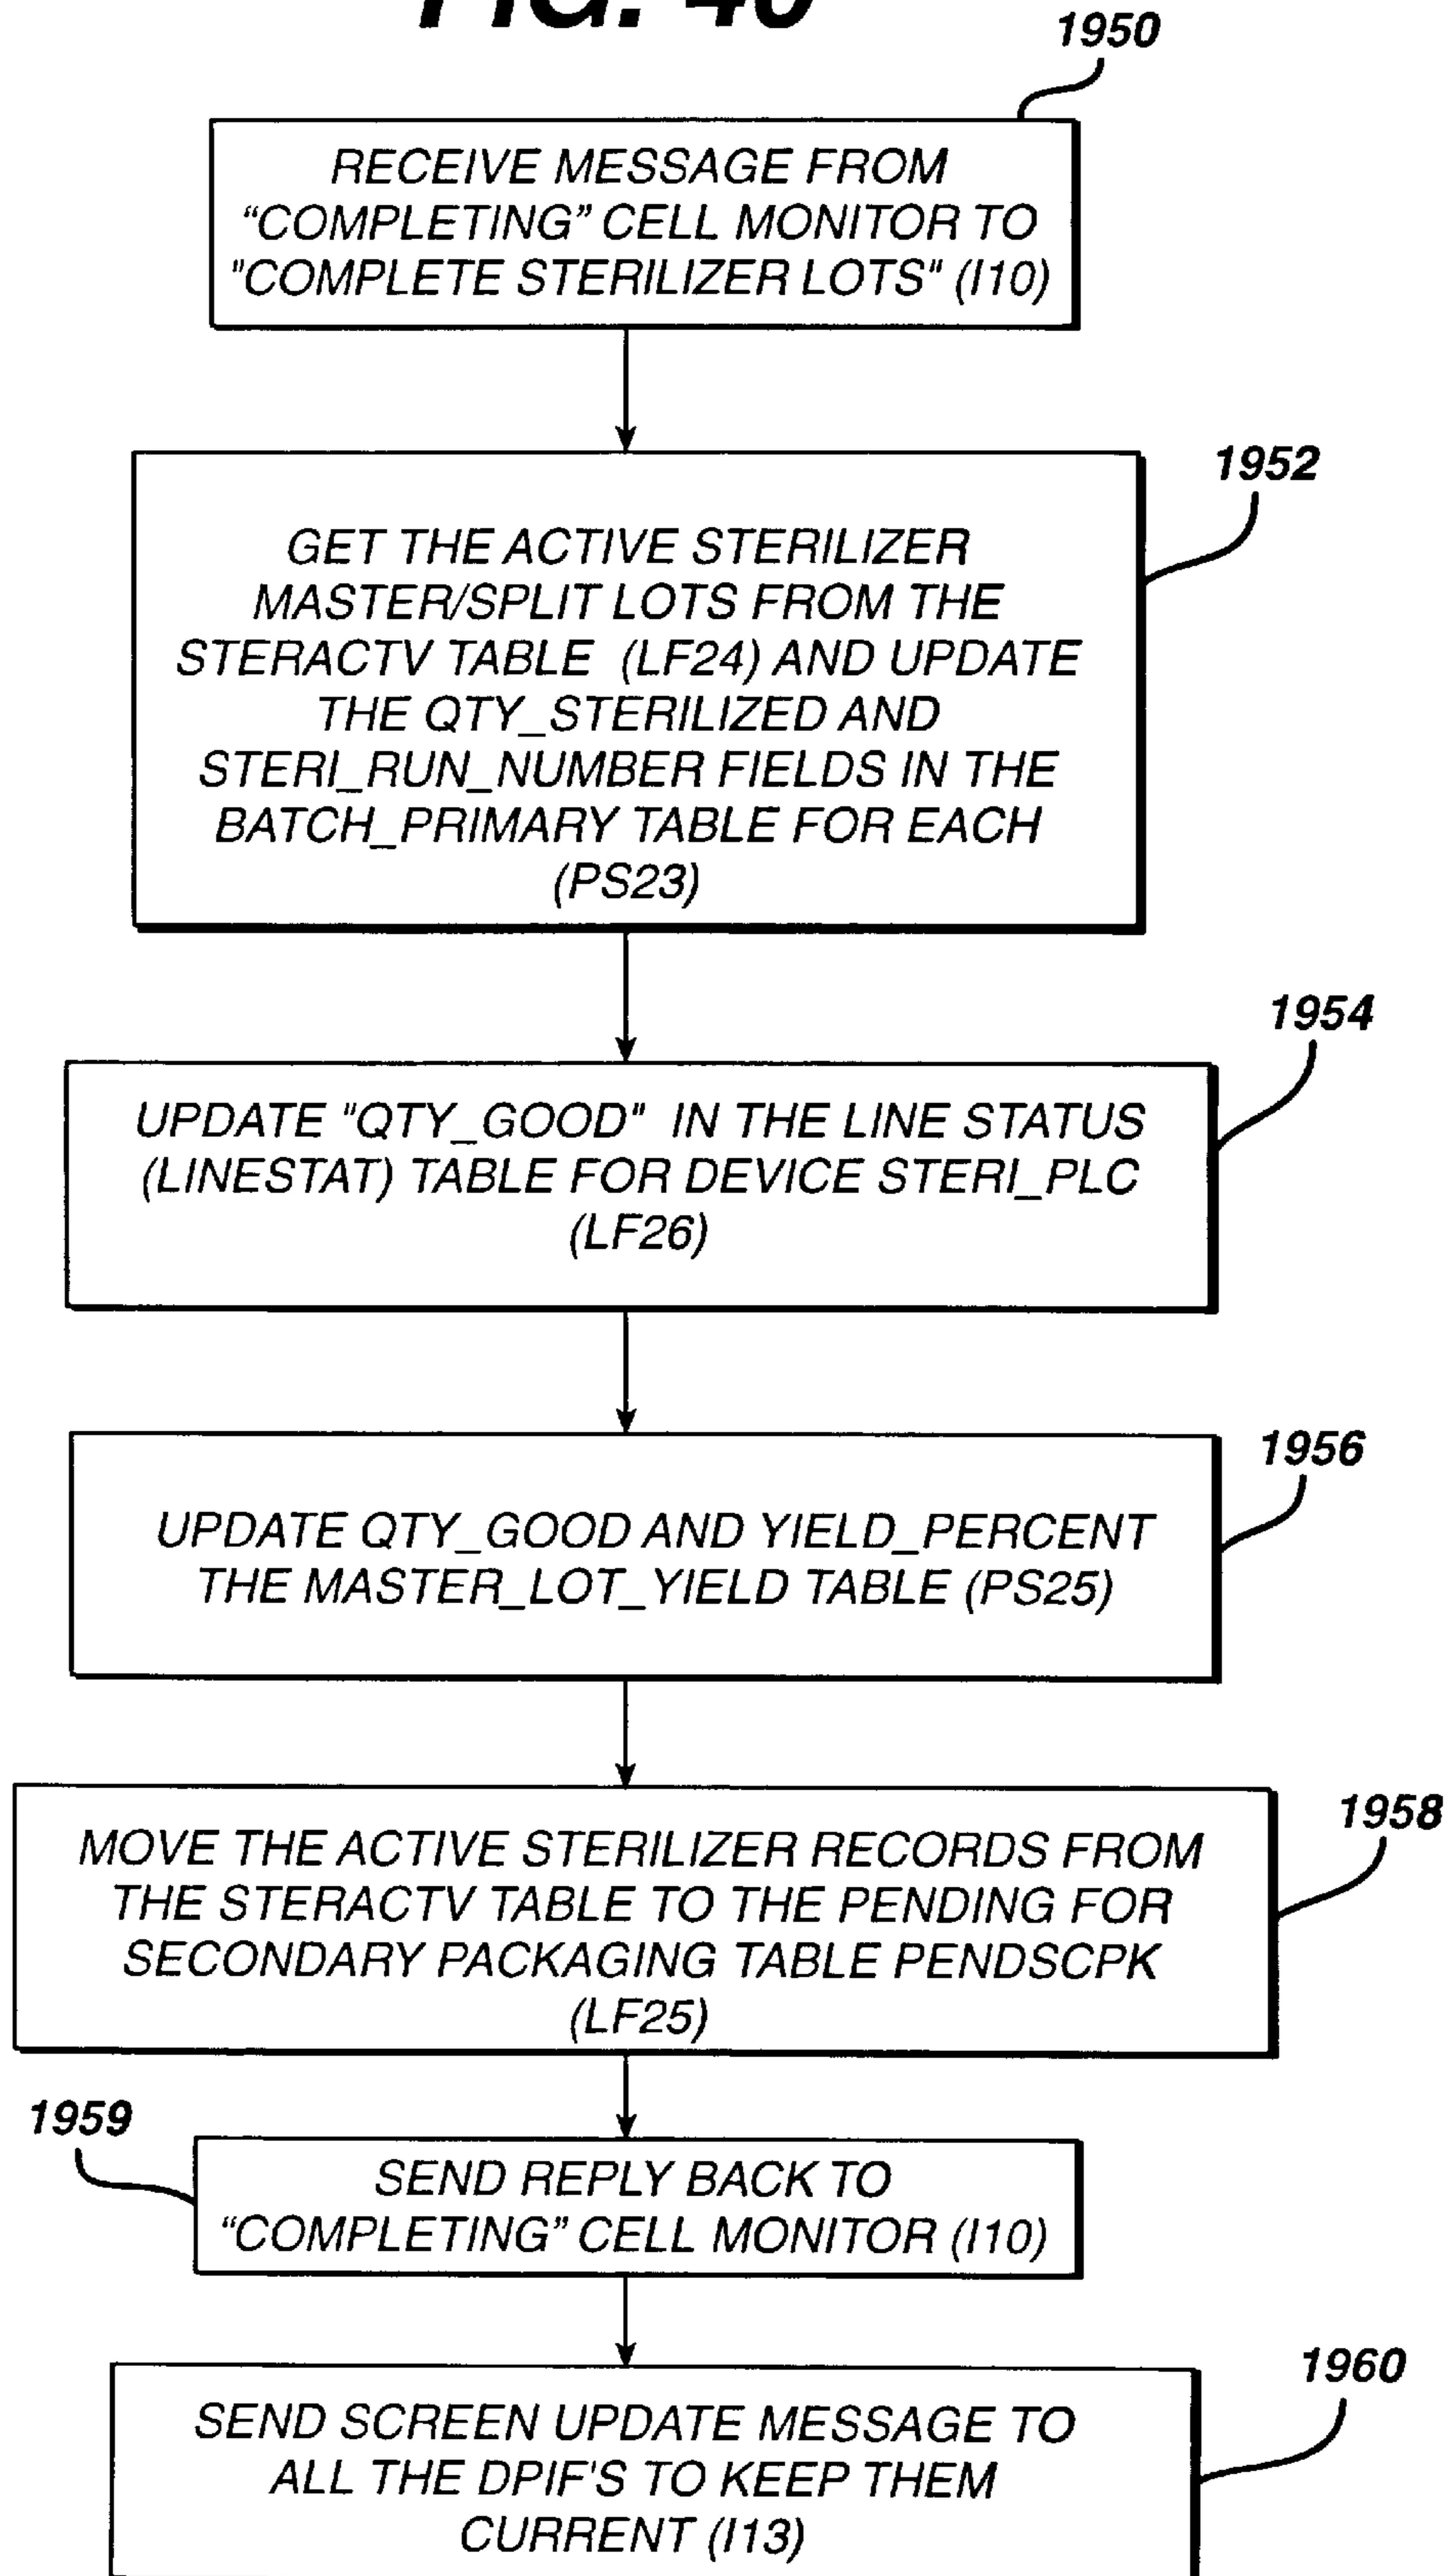 FIG. 40
1950
RECEIVE MESSAGE FROM
“COMPLETING” CELL MONITOR TO
"COMPLETE STERILIZER LOTS" (I10)
1952
GET THE ACTIVE STERILIZER
MASTER/SPLIT LOTS FROM THE
STERACTV TABLE (LF24) AND UPDATE
THE QTY_STERILIZED AND
STERI_RUN_NUMBER FIELDS IN THE
BATCH_PRIMARY TABLE FOR EACH
(PS23)
1954
UPDATE "QTY_GOOD" IN THE LINE STATUS
(LINESTAT) TABLE FOR DEVICE STERI_PLC
(LF26)
1956
UPDATE QTY_GOOD AND YIELD_PERCENT
THE MASTER_LOT_YIELD TABLE (PS25)
1958
MOVE THE ACTIVE STERILIZER RECORDS FROM
THE STERACTV TABLE TO THE PENDING FOR
SECONDARY PACKAGING TABLE PENDSCPK
(LF25)
1959
SEND REPLY BACK TO
“COMPLETING” CELL MONITOR (I10)
1960
SEND SCREEN UPDATE MESSAGE TO
ALL THE DPIF'S TO KEEP THEM
CURRENT (I13)